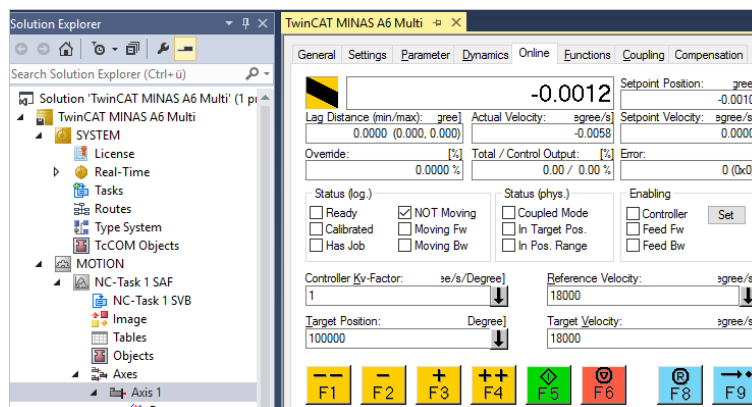 Solution Explorer
TwinCAT MINAS A6 Multi
Search Solution Explorer (Ctrl+ü)
Solution 'TwinCAT MINAS A6 Multi' (1 pr
TwinCAT MINAS A6 Multi
SYSTEM
License
Real-Time
Tasks
Routes
Type System
TcCOM Objects
MOTION
NC-Task 1 SAF
NC-Task 1 SVB
Image
Tables
Objects
Axes
Axis 1
General Settings Parameter Dynamics Online Functions Coupling Compensation
-0.0012
Setpoint Position: gree
-0.0010
Lag Distance (min/max): gree] Actual Velocity: egree/s] Setpoint Velocity: egree/s
0.0000 (0.000, 0.000) -0.0058 0.0000
Override: [%] Total / Control Output: [%] Error:
0.0000 % 0.00 / 0.00 % 0 (0x0
Status (log.) Status (phys.) Enabling
Ready NOT Moving Coupled Mode Controller Set
Calibrated Moving Fw In Target Pos. Feed Fw
Has Job Moving Bw In Pos. Range Feed Bw
Controller Kv-Factor: ee/s/Degree] Reference Velocity: egree/s
1 18000
Target Position: Degree] Target Velocity: egree/s
100000 18000
F1 F2 F3 F4 F5 F6 F8 F9